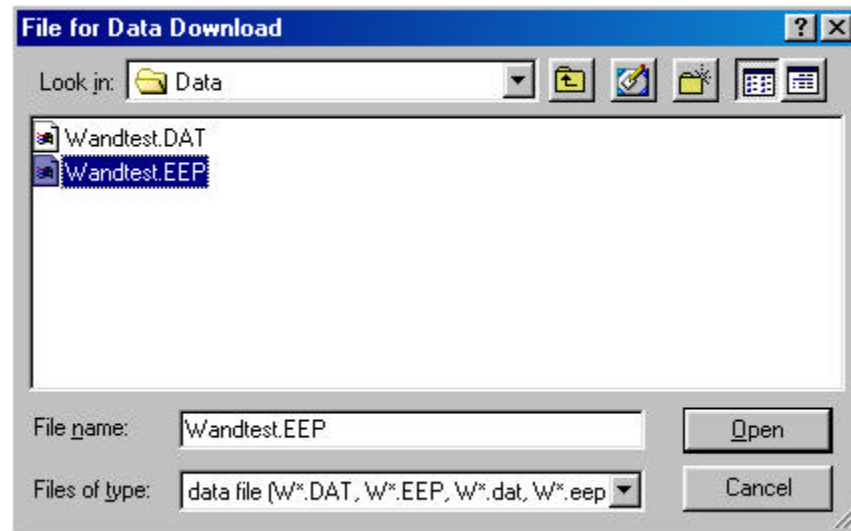 File for Data Download
Look in: Data
Wandtest.DAT
Wandtest.EEP
File name: Wandtest.EEP Open
Files of type: data file (W*.DAT, W*.EEP, W*.dat, W*.eep Cancel